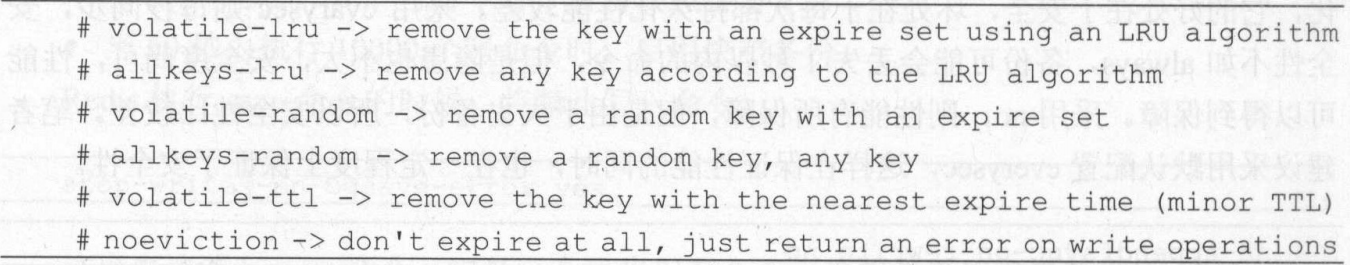 # volatile-lru -> remove the key with an expire set using an LRU algorithm
# allkeys-lru -> remove any key according to the LRU algorithm
# volatile-random -> remove a random key with an expire set
# allkeys-random -> remove a random key, any key
# volatile-ttl -> remove the key with the nearest expire time (minor TTL)
# noeviction -> don't expire at all, just return an error on write operations